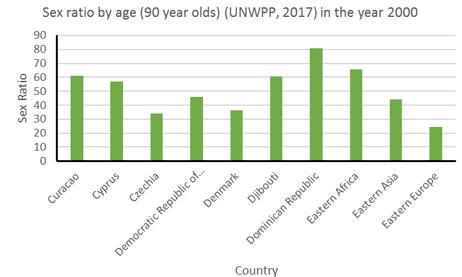 Sex ratio by age (90 year olds) (UNWPP, 2017) in the year 2000
90
80
70
60
50
40
30
20
10
0
Sex Ratio
Curacao
Cyprus
Czechia
Democratic Republic of...
Denmark
Djibouti
Dominican Republic
Eastern Africa
Eastern Asia
Eastern Europe
Country